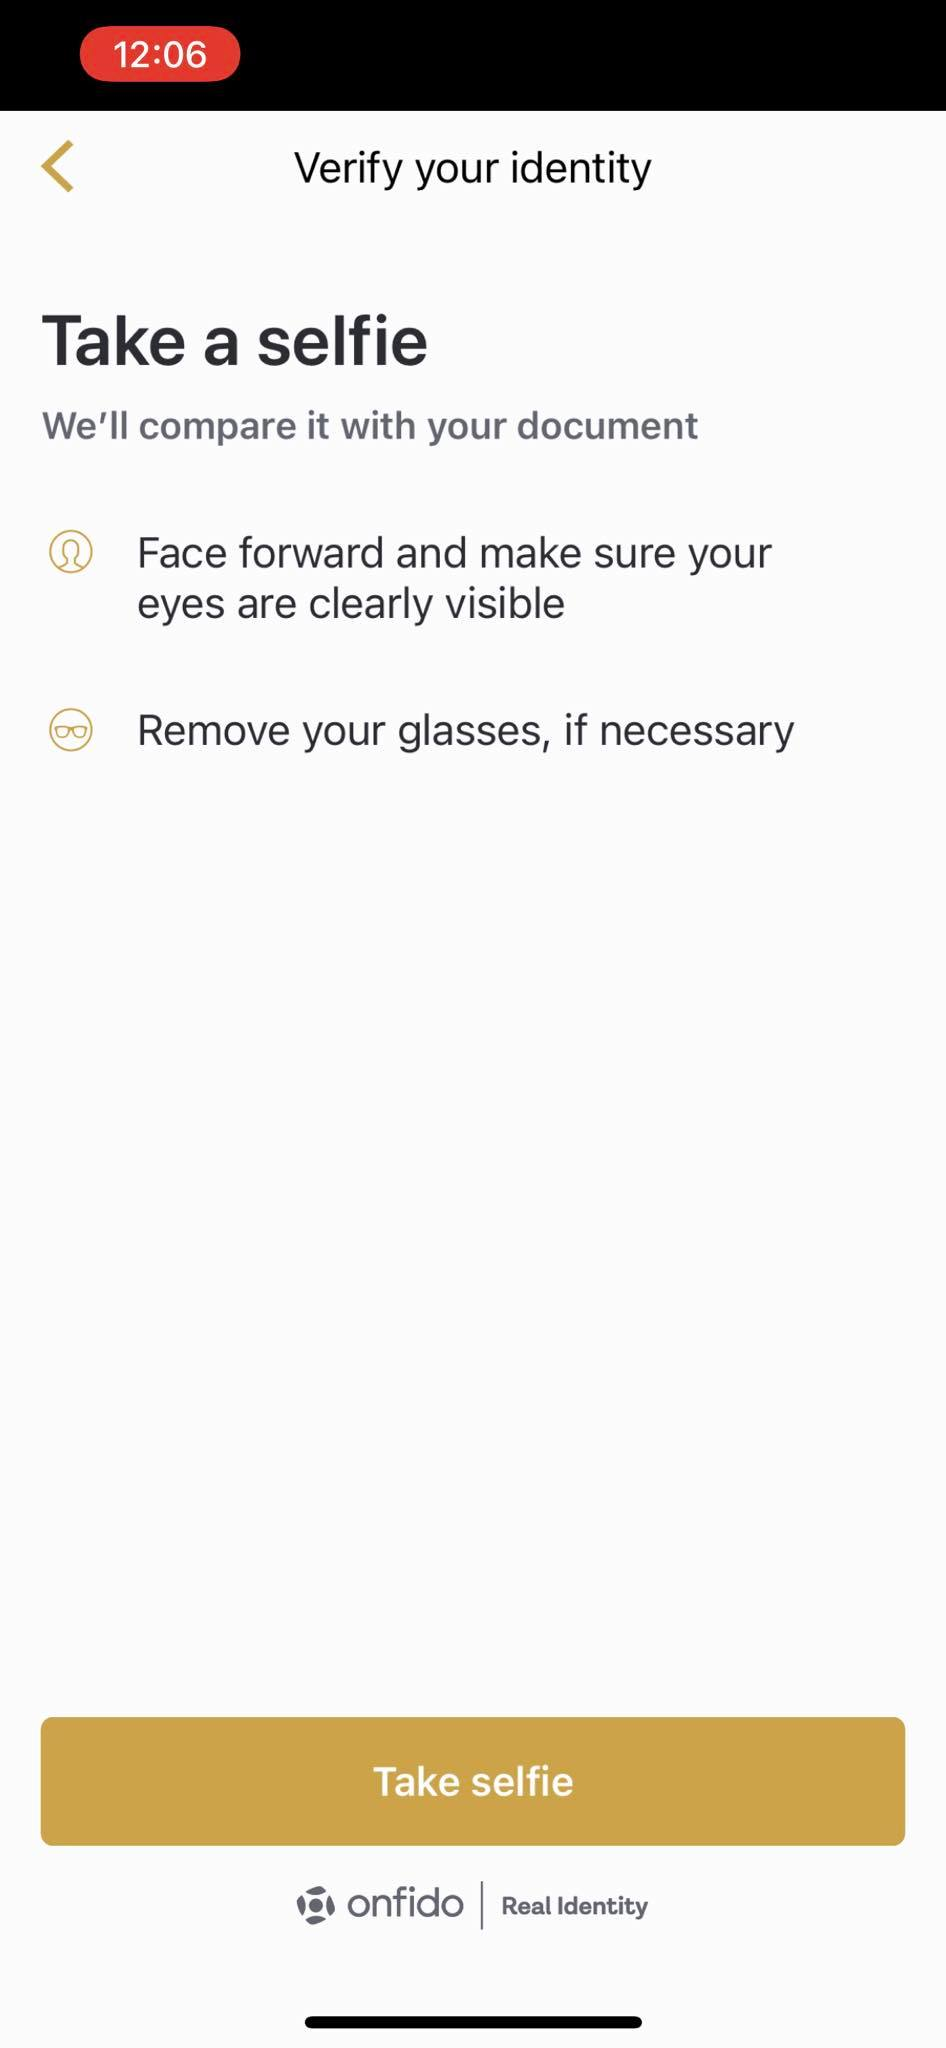 12:06
Verify your identity
Take a selfie
We’ll compare it with your document
Face forward and make sure your
eyes are clearly visible
Remove your glasses, if necessary
Take selfie
onfido | Real Identity